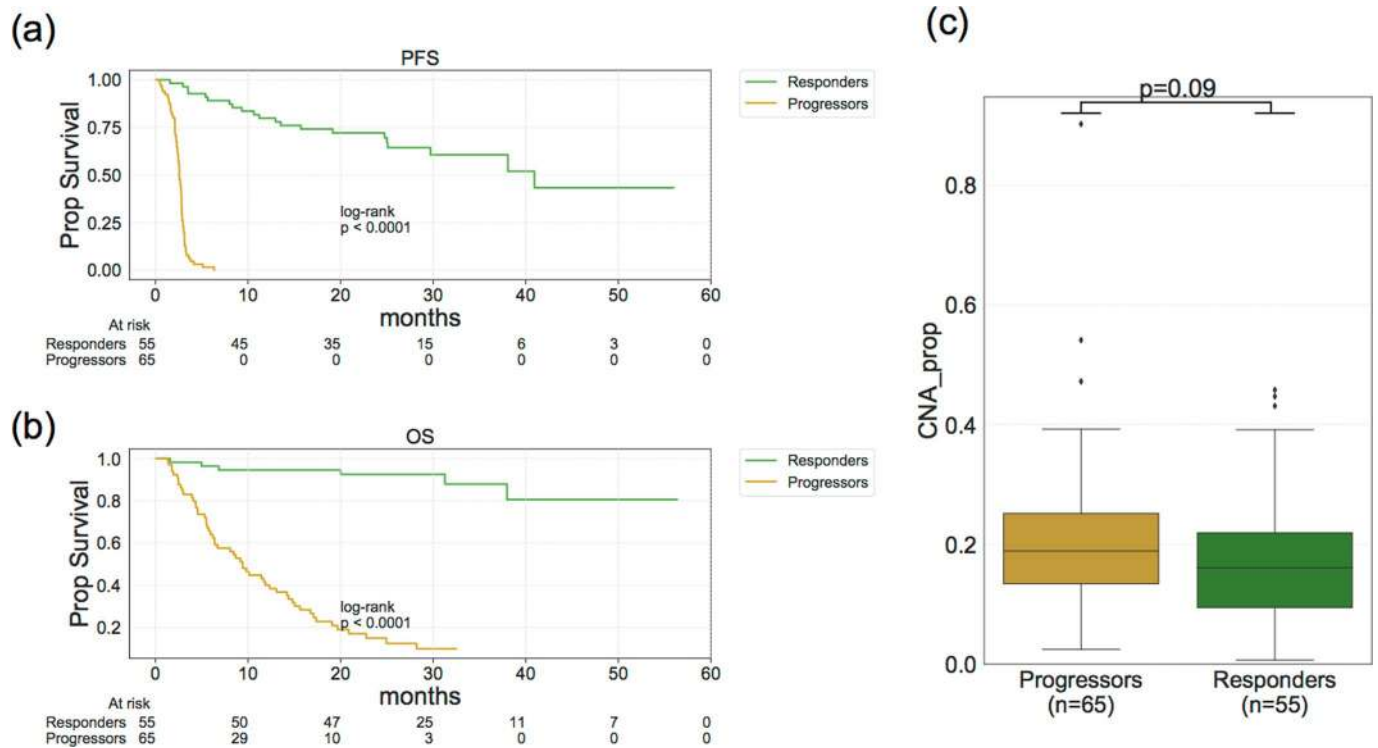 (a)
PFS
1.00
0.75
0.50
0.25
0.00
Prop Survival
log-rank
p < 0.0001
Responders
Progressors
0 10 20 30 40 50 60
months
At risk
Responders 55 45 35 15 6 3 0
Progressors 65 0 0 0 0 0 0
(b)
OS
1.0
0.8
0.6
0.4
0.2
Prop Survival
log-rank
p < 0.0001
Responders
Progressors
0 10 20 30 40 50 60
months
At risk
Responders 55 50 47 25 11 7 0
Progressors 65 29 10 3 0 0 0
(c)
p=0.09
0.8
0.6
0.4
0.2
0.0
CNA_prop
Progressors Responders
(n=65) (n=55)